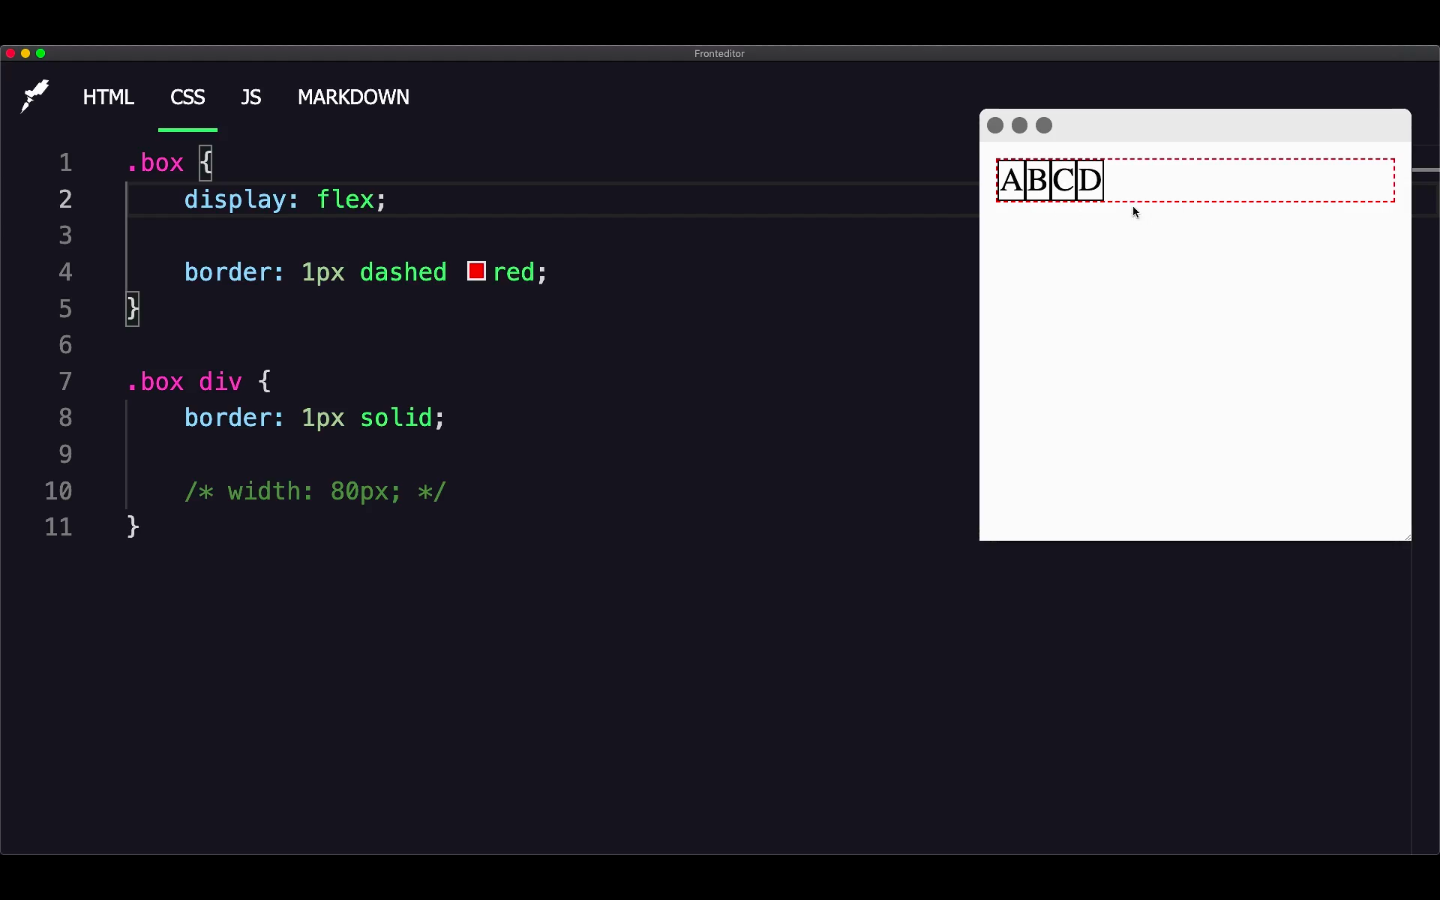 Fronteditor
HTML CSS JS MARKDOWN
1 .box {
2 display: flex;
3
4 border: 1px dashed red;
5 }
6
7 .box div {
8 border: 1px solid;
9
10 /* width: 80px; */
11 }
A B C D